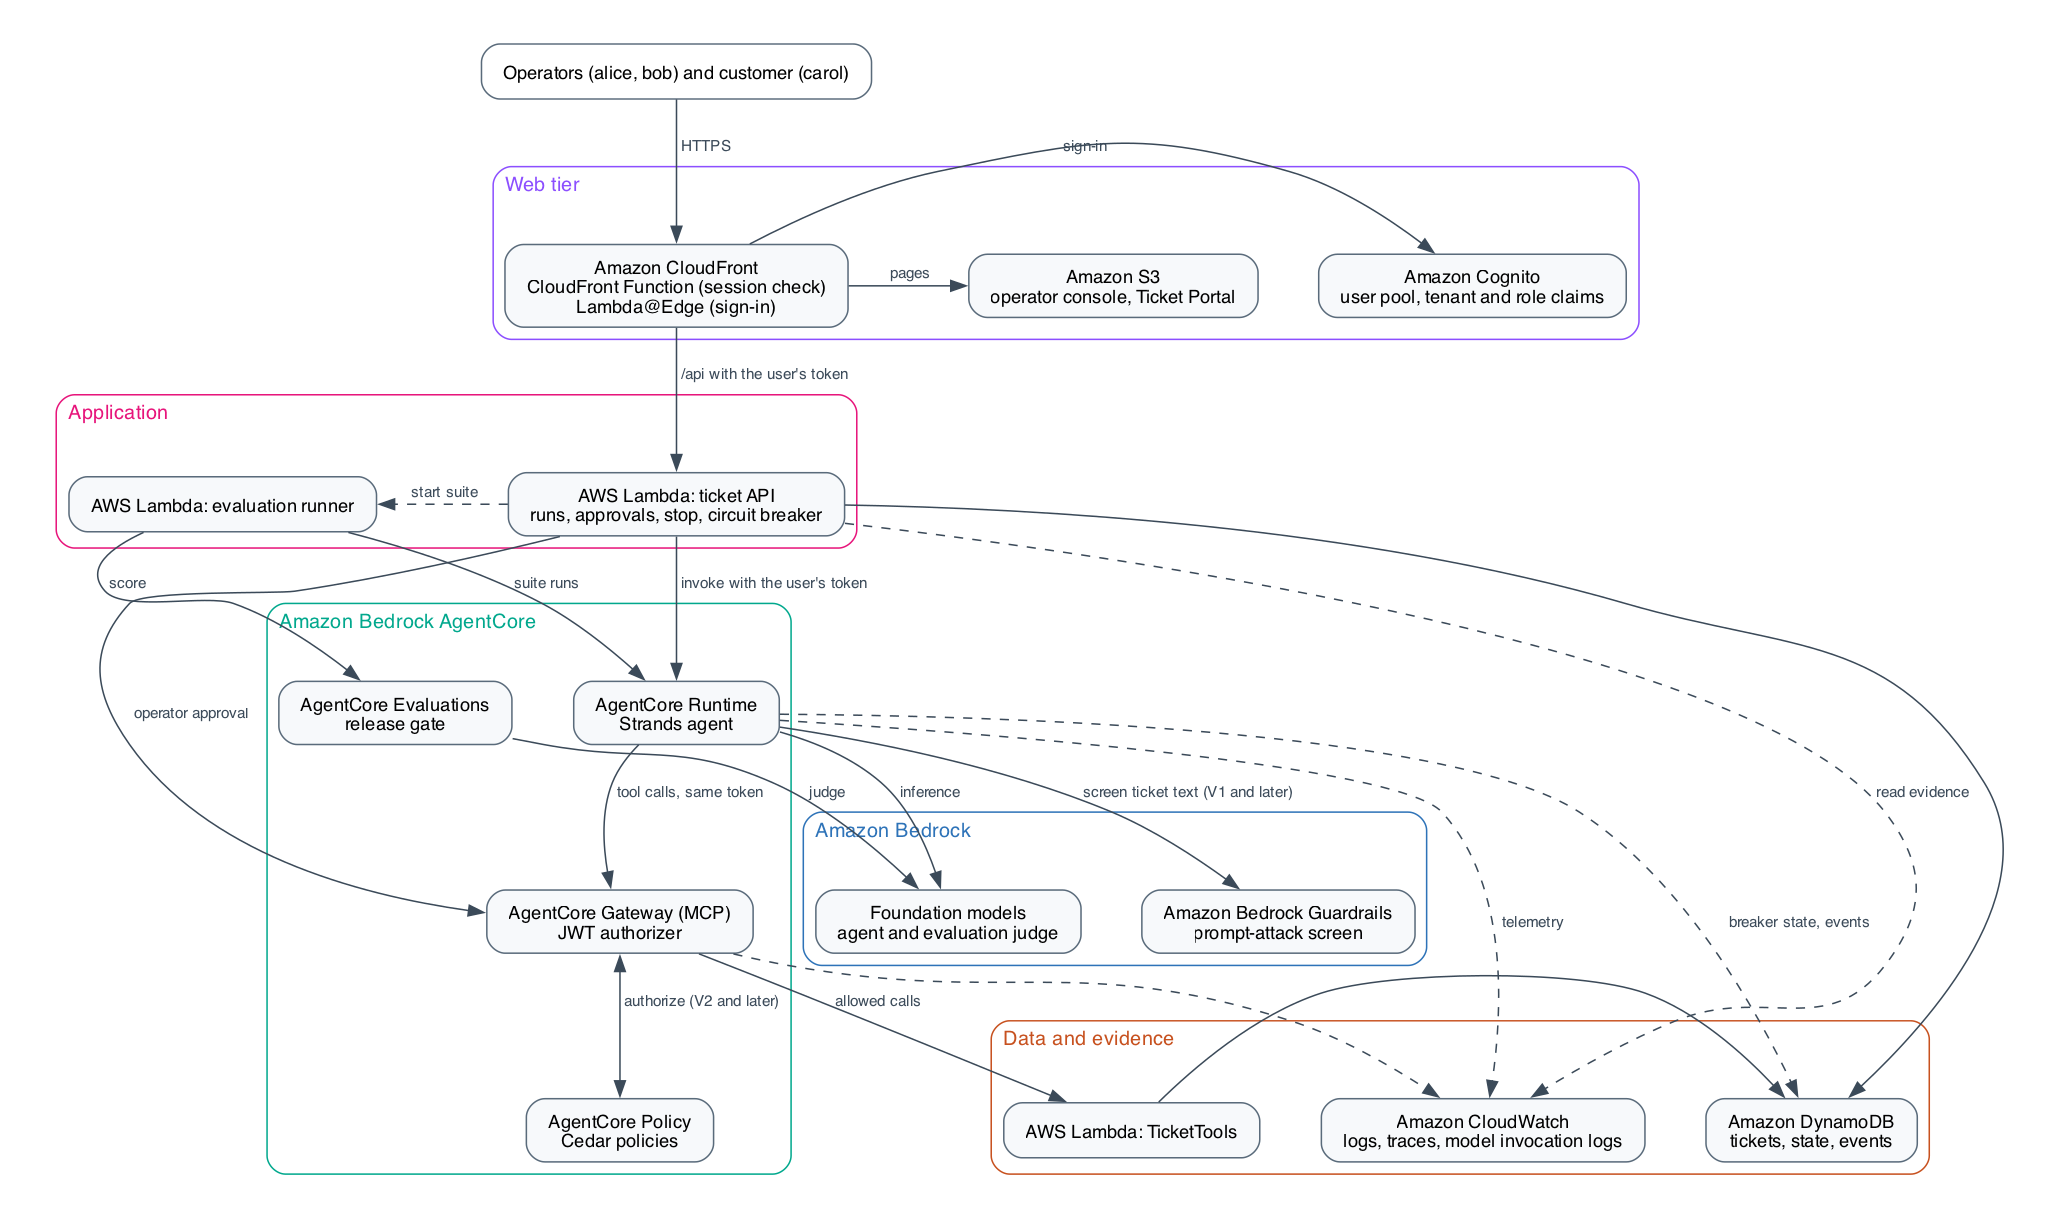 Operators (alice, bob) and customer (carol)
HTTPS
sign-in
Web tier
Amazon CloudFront
CloudFront Function (session check)
Lambda@Edge (sign-in)
pages
Amazon S3
operator console, Ticket Portal
Amazon Cognito
user pool, tenant and role claims
/api with the user's token
Application
AWS Lambda: evaluation runner
start suite
AWS Lambda: ticket API
runs, approvals, stop, circuit breaker
score
suite runs
invoke with the user's token
Amazon Bedrock AgentCore
AgentCore Evaluations
release gate
AgentCore Runtime
Strands agent
operator approval
tool calls, same token
judge
inference
screen ticket text (V1 and later)
read evidence
Amazon Bedrock
AgentCore Gateway (MCP)
JWT authorizer
Foundation models
agent and evaluation judge
Amazon Bedrock Guardrails
prompt-attack screen
telemetry
breaker state, events
authorize (V2 and later)
allowed calls
Data and evidence
AgentCore Policy
Cedar policies
AWS Lambda: TicketTools
Amazon CloudWatch
logs, traces, model invocation logs
Amazon DynamoDB
tickets, state, events